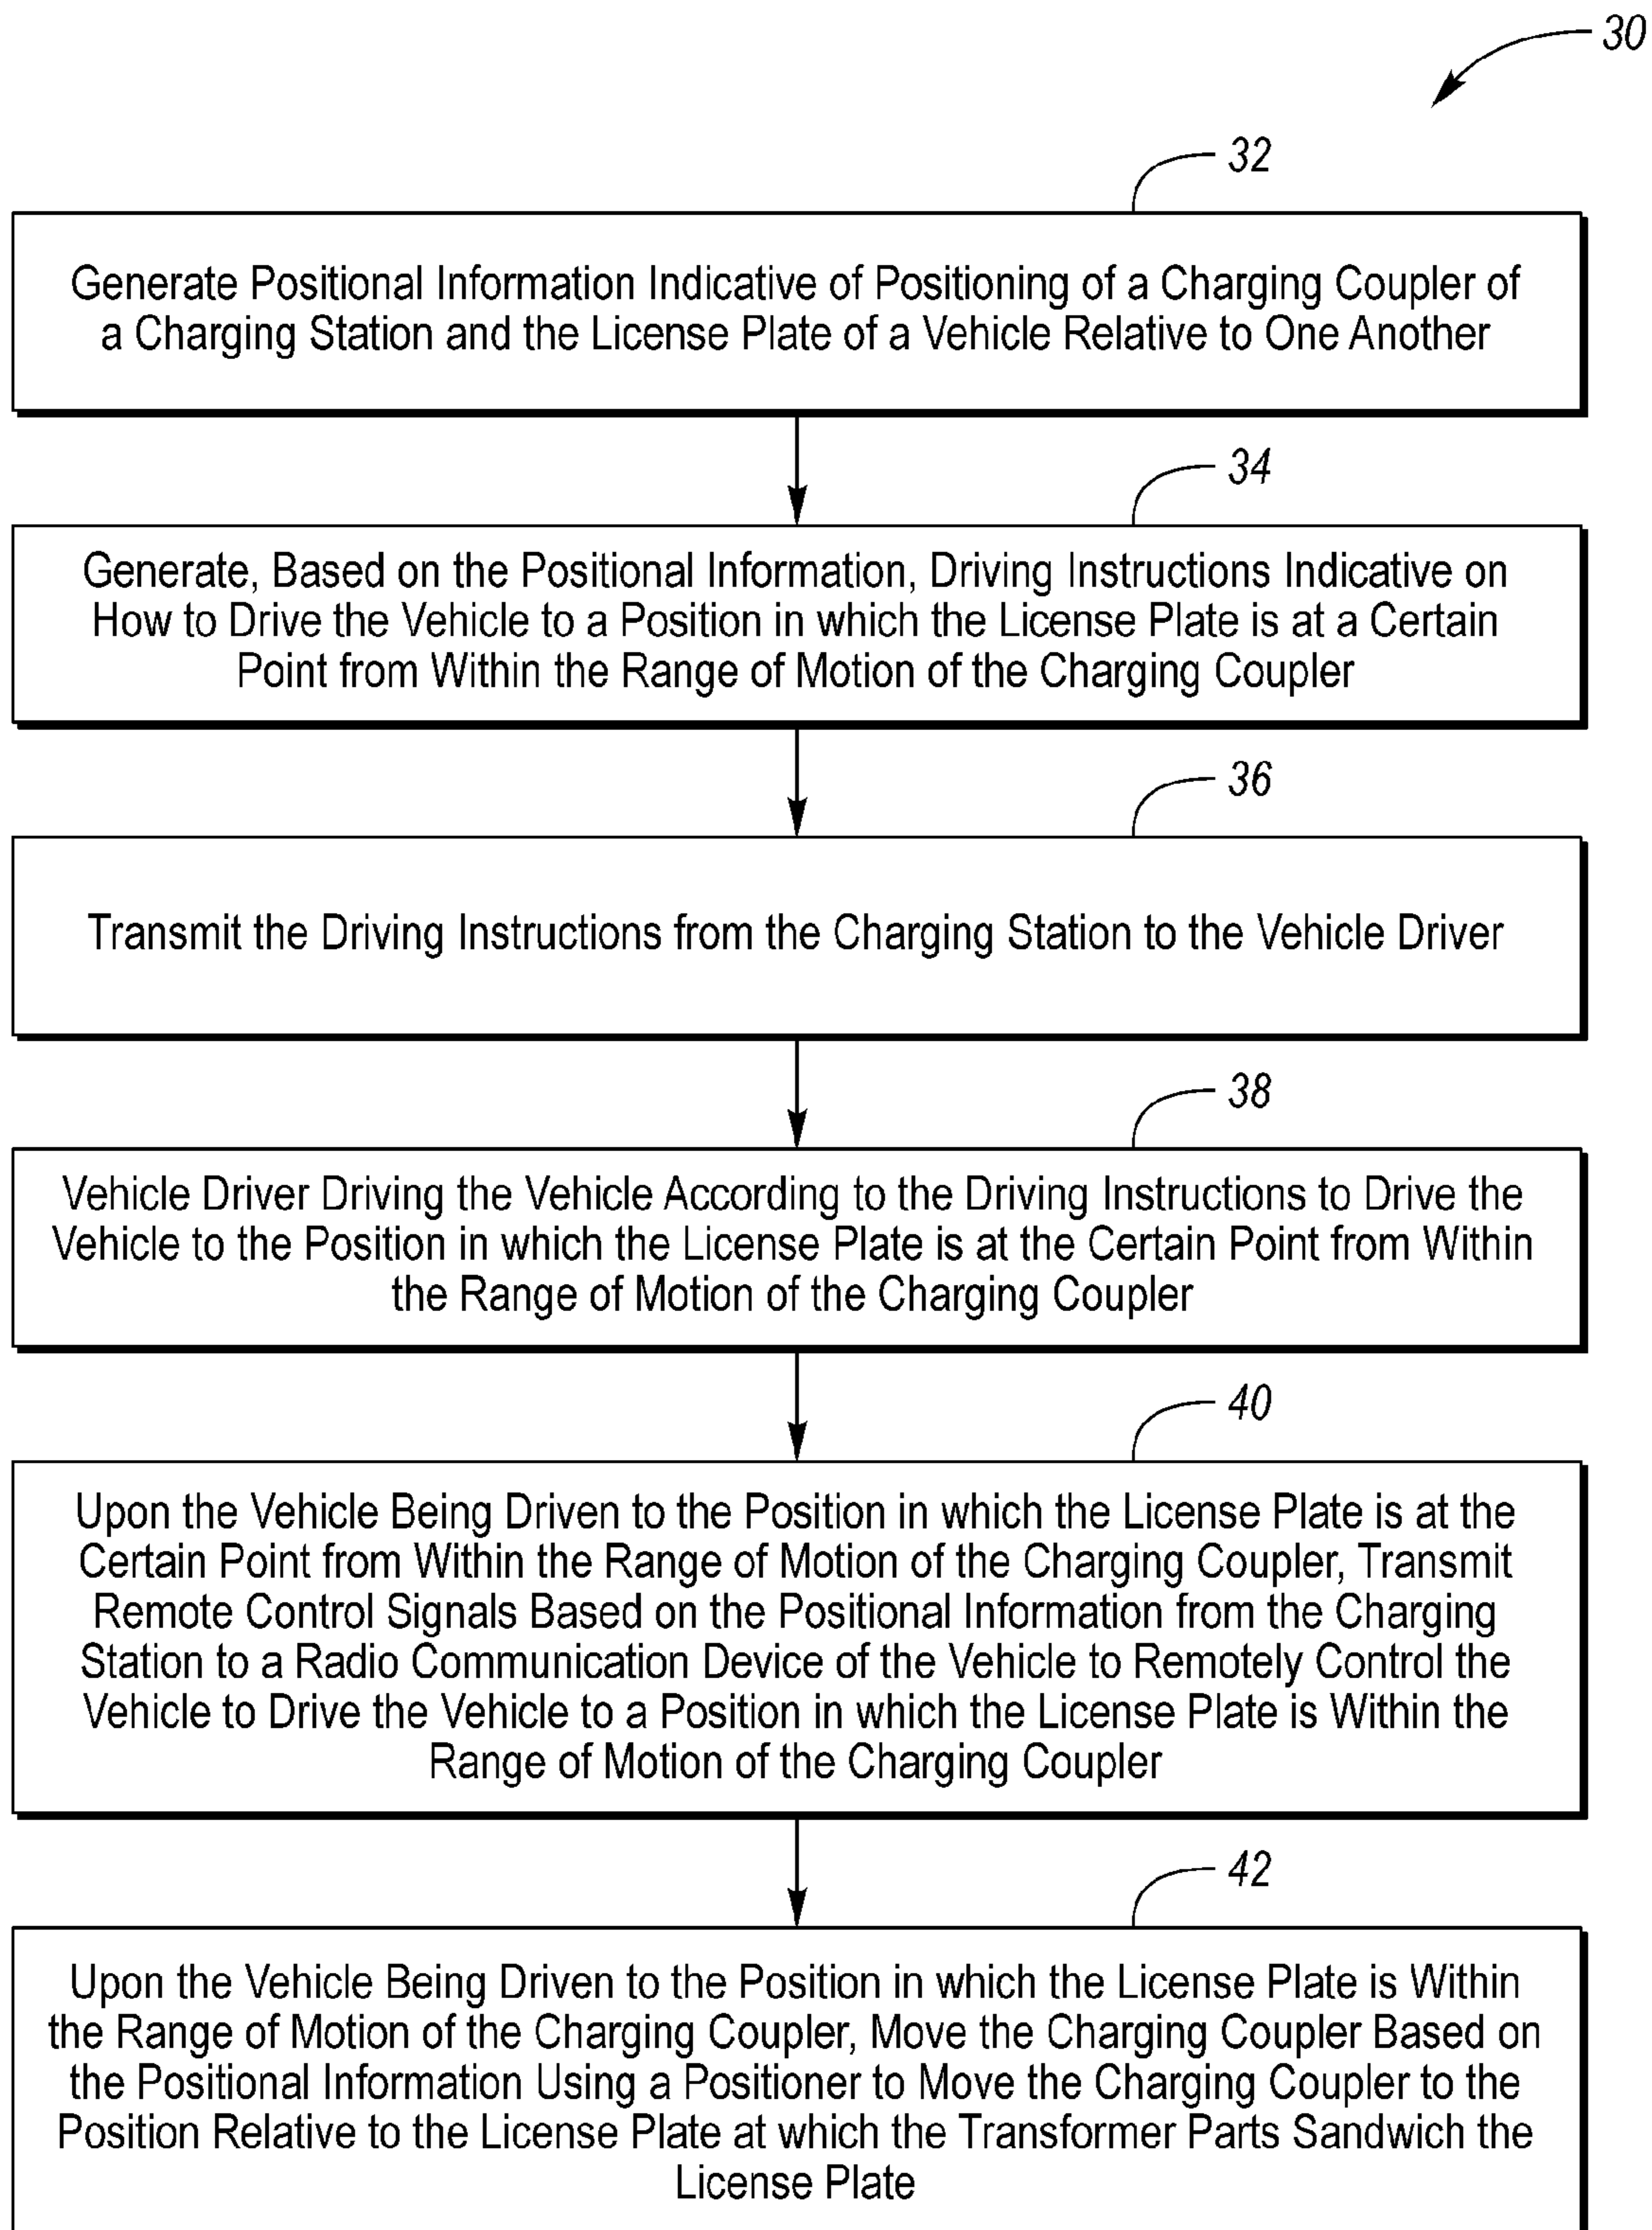 30
32
Generate Positional Information Indicative of Positioning of a Charging Coupler of
a Charging Station and the License Plate of a Vehicle Relative to One Another
34
Generate, Based on the Positional Information, Driving Instructions Indicative on
How to Drive the Vehicle to a Position in which the License Plate is at a Certain
Point from Within the Range of Motion of the Charging Coupler
36
Transmit the Driving Instructions from the Charging Station to the Vehicle Driver
38
Vehicle Driver Driving the Vehicle According to the Driving Instructions to Drive the
Vehicle to the Position in which the License Plate is at the Certain Point from Within
the Range of Motion of the Charging Coupler
40
Upon the Vehicle Being Driven to the Position in which the License Plate is at the
Certain Point from Within the Range of Motion of the Charging Coupler, Transmit
Remote Control Signals Based on the Positional Information from the Charging
Station to a Radio Communication Device of the Vehicle to Remotely Control the
Vehicle to Drive the Vehicle to a Position in which the License Plate is Within the
Range of Motion of the Charging Coupler
42
Upon the Vehicle Being Driven to the Position in which the License Plate is Within
the Range of Motion of the Charging Coupler, Move the Charging Coupler Based on
the Positional Information Using a Positioner to Move the Charging Coupler to the
Position Relative to the License Plate at which the Transformer Parts Sandwich the
License Plate